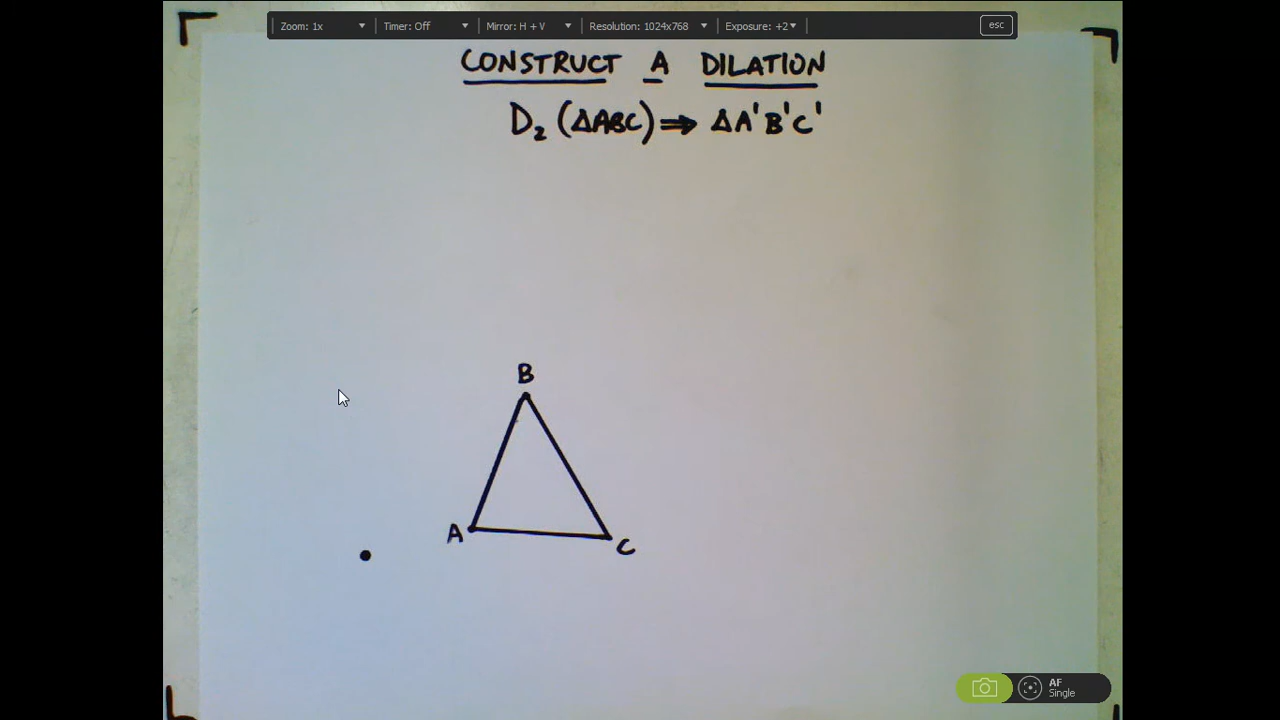 Zoom: 1x Timer: Off Mirror: H + V Resolution: 1024x768 Exposure: +2 esc
CONSTRUCT A DILATION
D₂ (ΔABC) ⇒ ΔA'B'C'
B
A
C
AF
Single